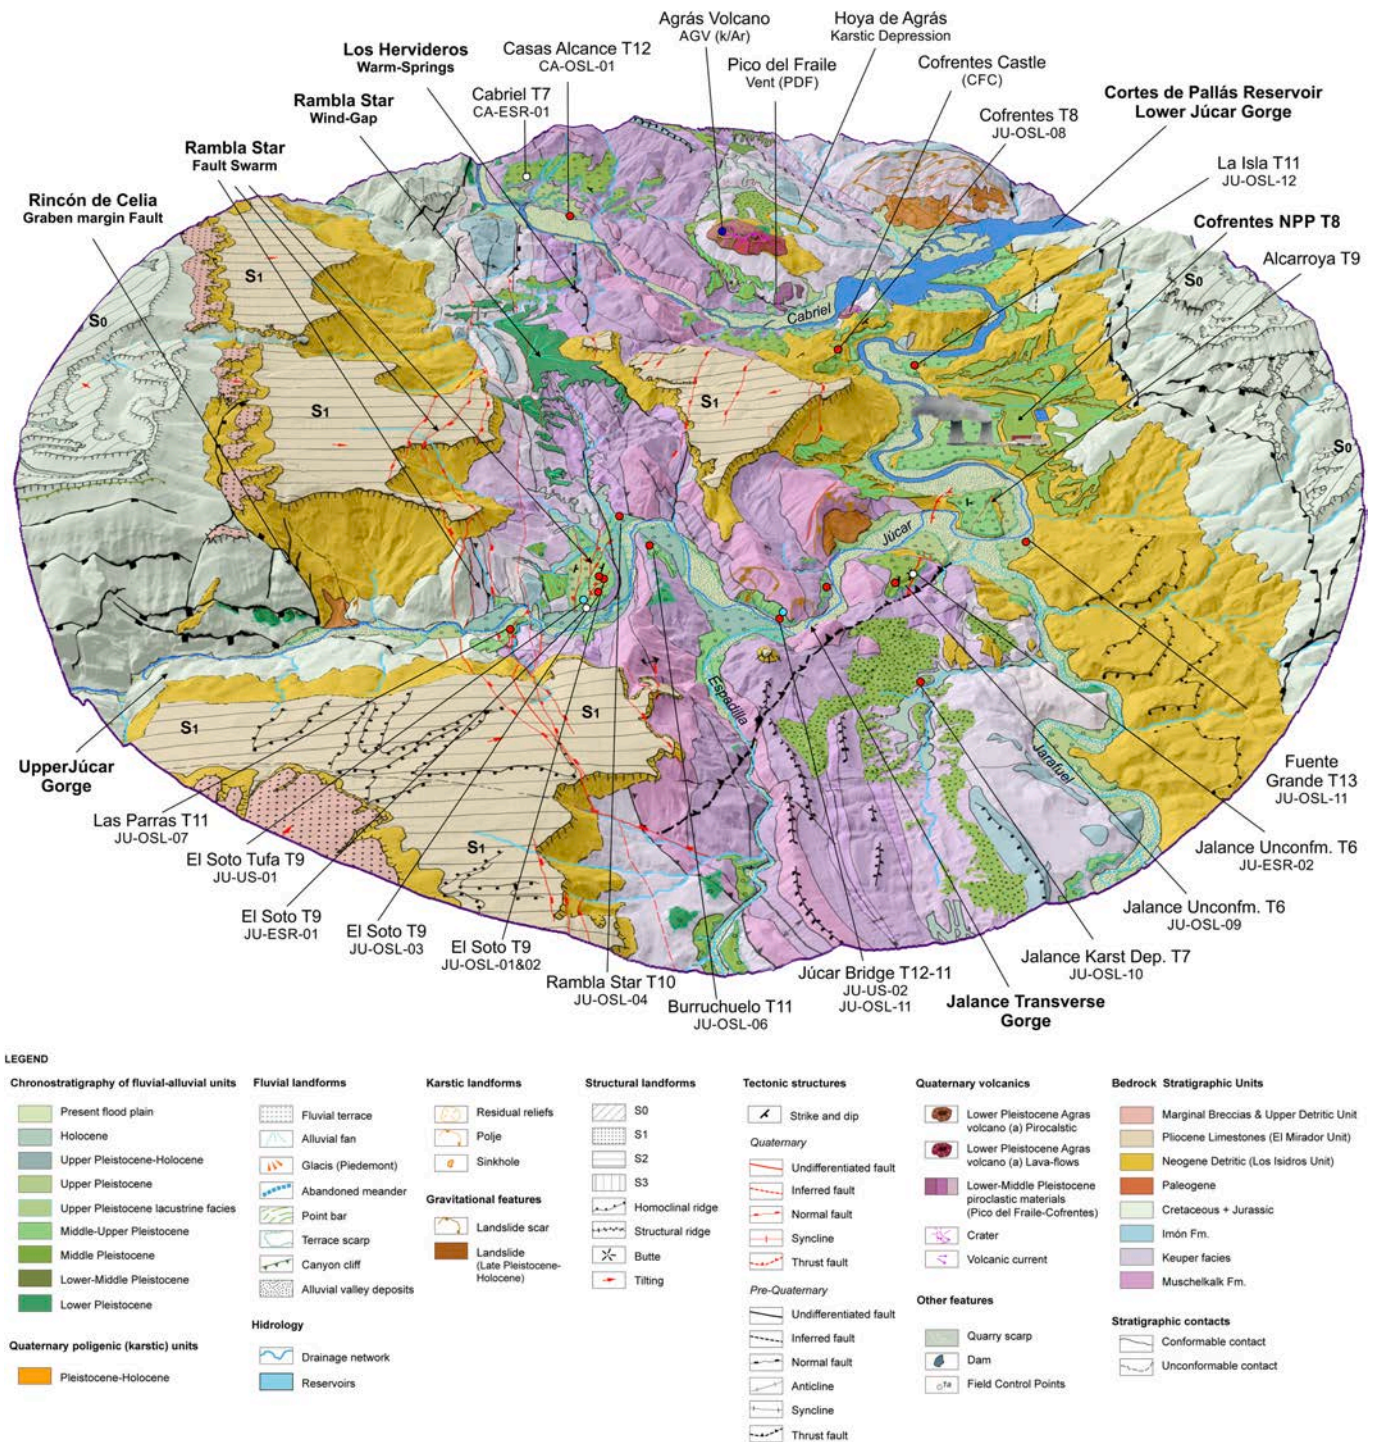 Agrás Volcano
AGV (k/Ar)
Hoya de Agrás
Karstic Depression
Los Hervideros
Warm-Springs
Casas Alcance T12
CA-OSL-01
Pico del Fraile
Vent (PDF)
Cofrentes Castle
(CFC)
Cabriel T7
CA-ESR-01
Rambla Star
Wind-Gap
Cortes de Pallás Reservoir
Lower Júcar Gorge
Cofrentes T8
JU-OSL-08
Rambla Star
Fault Swarm
La Isla T11
JU-OSL-12
Rincón de Celia
Graben margin Fault
Cofrentes NPP T8
Alcarroya T9
S1
S0
S0
Cabriel
S1
S1
S0
Júcar
Espadilla
S1
S1
Jarafuel
UpperJúcar
Gorge
S1
Fuente
Grande T13
JU-OSL-11
Las Parras T11
JU-OSL-07
El Soto Tufa T9
JU-US-01
Jalance Unconfm. T6
JU-ESR-02
El Soto T9
JU-ESR-01
El Soto T9
JU-OSL-03
El Soto T9
JU-OSL-01&02
Jalance Unconfm. T6
JU-OSL-09
Rambla Star T10
JU-OSL-04
Burruchuelo T11
JU-OSL-06
Júcar Bridge T12-11
JU-US-02
JU-OSL-11
Jalance Karst Dep. T7
JU-OSL-10
Jalance Transverse
Gorge
LEGEND
Chronostratigraphy of fluvial-alluvial units
Present flood plain
Holocene
Upper Pleistocene-Holocene
Upper Pleistocene
Upper Pleistocene lacustrine facies
Middle-Upper Pleistocene
Middle Pleistocene
Lower-Middle Pleistocene
Lower Pleistocene
Quaternary poligenic (karstic) units
Pleistocene-Holocene
Fluvial landforms
Fluvial terrace
Alluvial fan
Glacis (Piedemont)
Abandoned meander
Point bar
Terrace scarp
Canyon cliff
Alluvial valley deposits
Hidrology
Drainage network
Reservoirs
Karstic landforms
Residual reliefs
Polje
Sinkhole
Gravitational features
Landslide scar
Landslide
(Late Pleistocene-
Holocene)
Structural landforms
S0
S1
S2
S3
Homoclinal ridge
Structural ridge
Butte
Tilting
Tectonic structures
Strike and dip
Quaternary
Undifferentiated fault
Inferred fault
Normal fault
Syncline
Thrust fault
Pre-Quaternary
Undifferentiated fault
Inferred fault
Normal fault
Anticline
Syncline
Thrust fault
Quaternary volcanics
Lower Pleistocene Agras
volcano (a) Pirocalstic
Lower Pleistocene Agras
volcano (a) Lava-flows
Lower-Middle Pleistocene
piroclastic materials
(Pico del Fraile-Cofrentes)
Crater
Volcanic current
Other features
Quarry scarp
Dam
Field Control Points
Bedrock Stratigraphic Units
Marginal Breccias & Upper Detritic Unit
Pliocene Limestones (El Mirador Unit)
Neogene Detritic (Los Isidros Unit)
Paleogene
Cretaceous + Jurassic
Imón Fm.
Keuper facies
Muschelkalk Fm.
Stratigraphic contacts
Conformable contact
Unconformable contact